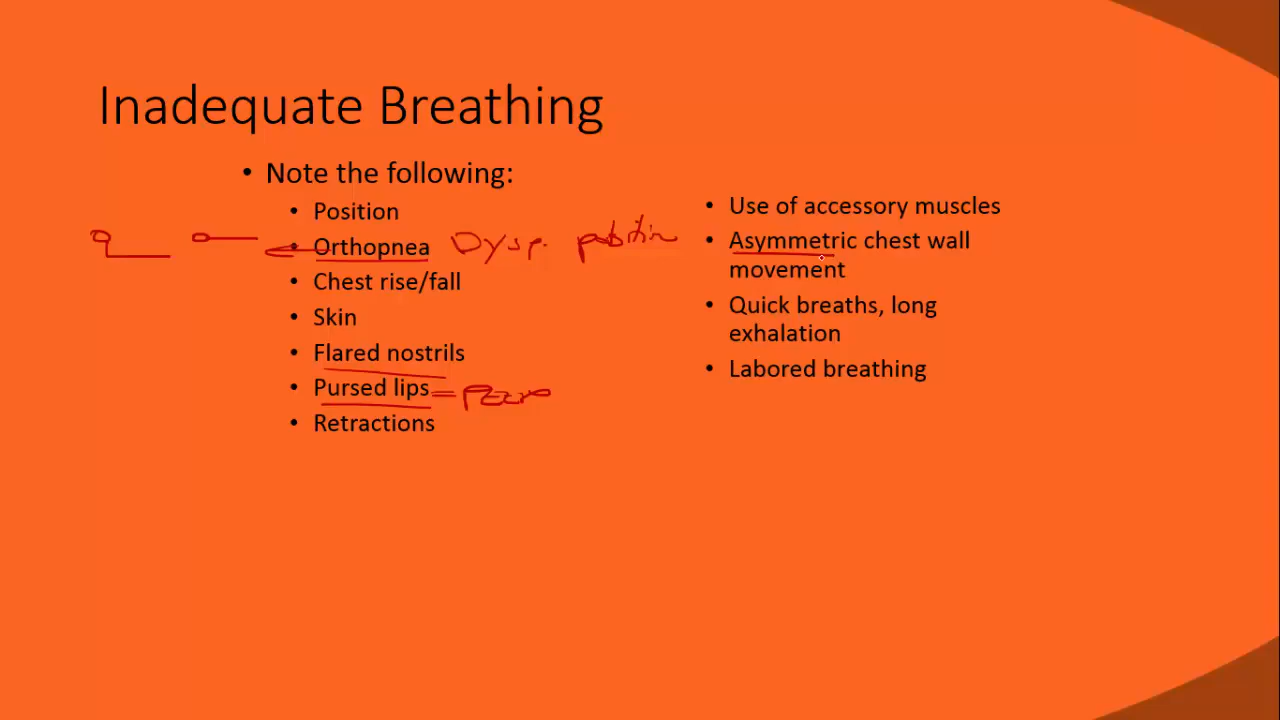 Inadequate Breathing
• Note the following:
• Position
• Orthopnea Dysp. position
• Chest rise/fall
• Skin
• Flared nostrils
• Pursed lips =
• Retractions
• Use of accessory muscles
• Asymmetric chest wall
movement
• Quick breaths, long
exhalation
• Labored breathing